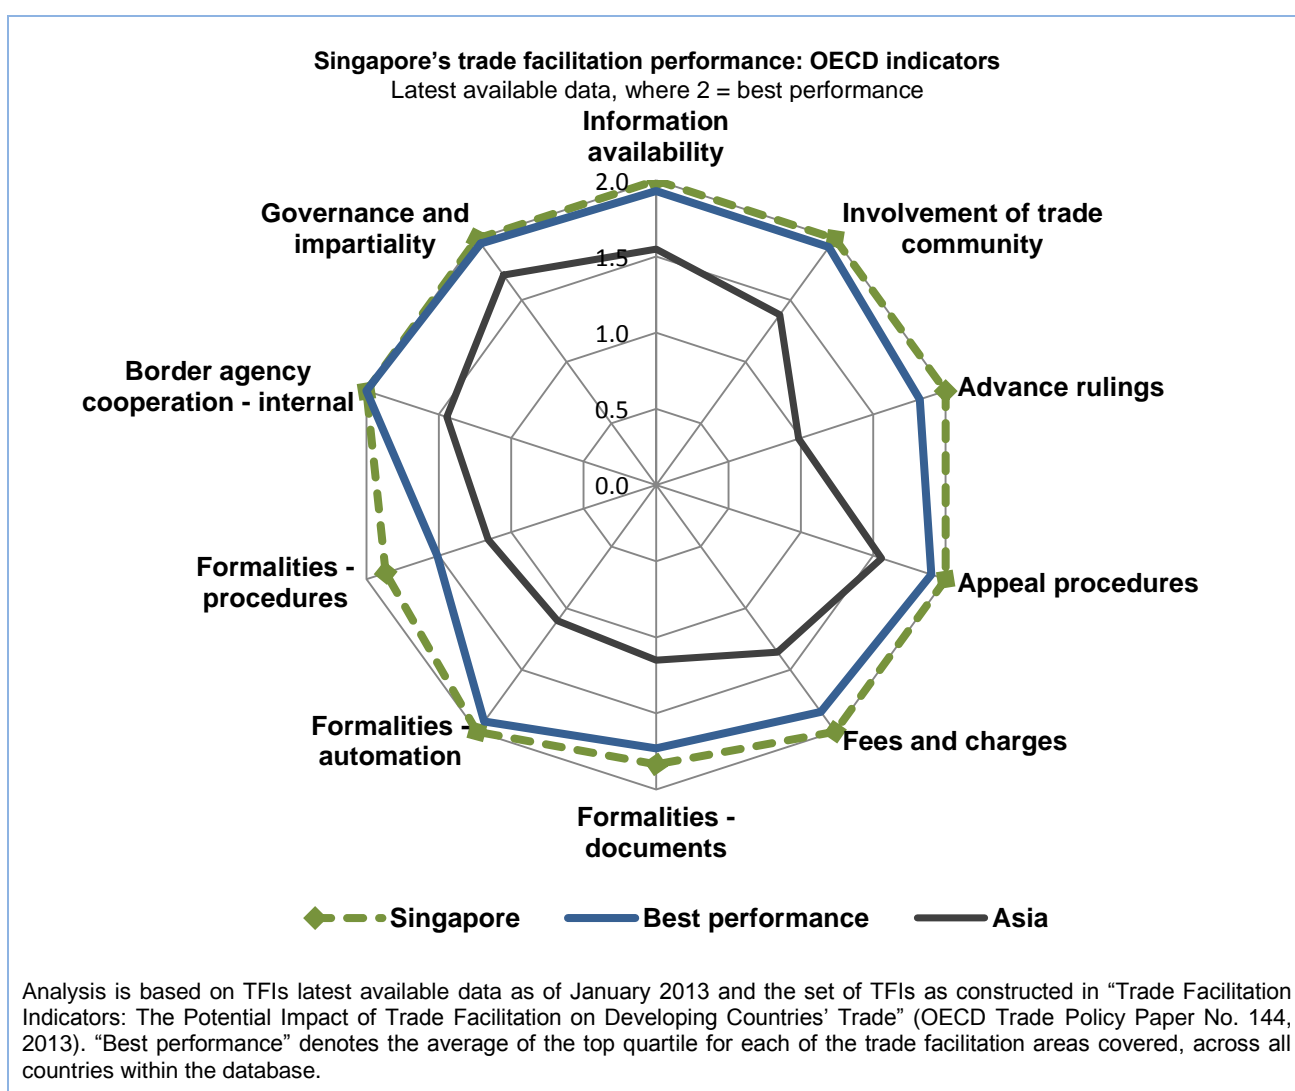 Singapore's trade facilitation performance: OECD indicators
Latest available data, where 2 = best performance
Information
availability
2.0
Governance and
impartiality
Involvement of trade
community
1.5
1.0
Border agency
cooperation - internal
Advance rulings
0.5
0.0
Formalities -
procedures
Appeal procedures
Formalities -
automation
Fees and charges
Formalities -
documents
Singapore
Best performance
Asia
Analysis is based on TFIs latest available data as of January 2013 and the set of TFIs as constructed in “Trade Facilitation
Indicators: The Potential Impact of Trade Facilitation on Developing Countries’ Trade” (OECD Trade Policy Paper No. 144,
2013). “Best performance” denotes the average of the top quartile for each of the trade facilitation areas covered, across all
countries within the database.